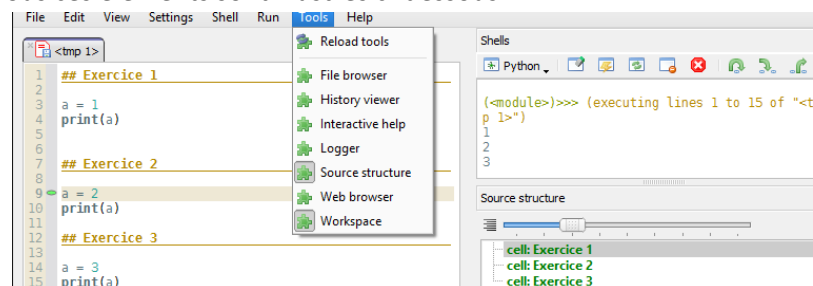 File Edit View Settings Shell Run Tools Help
<tmp 1>
1 ## Exercice 1
2
3 a = 1
4 print(a)
5
6
7 ## Exercice 2
8
9 a = 2
10 print(a)
11
12 ## Exercice 3
13
14 a = 3
15 print(a)
Reload tools
File browser
History viewer
Interactive help
Logger
Source structure
Web browser
Workspace
Shells
Python
(<module>)>>> (executing lines 1 to 15 of "<t
p 1>")
1
2
3
Source structure
cell: Exercice 1
cell: Exercice 2
cell: Exercice 3